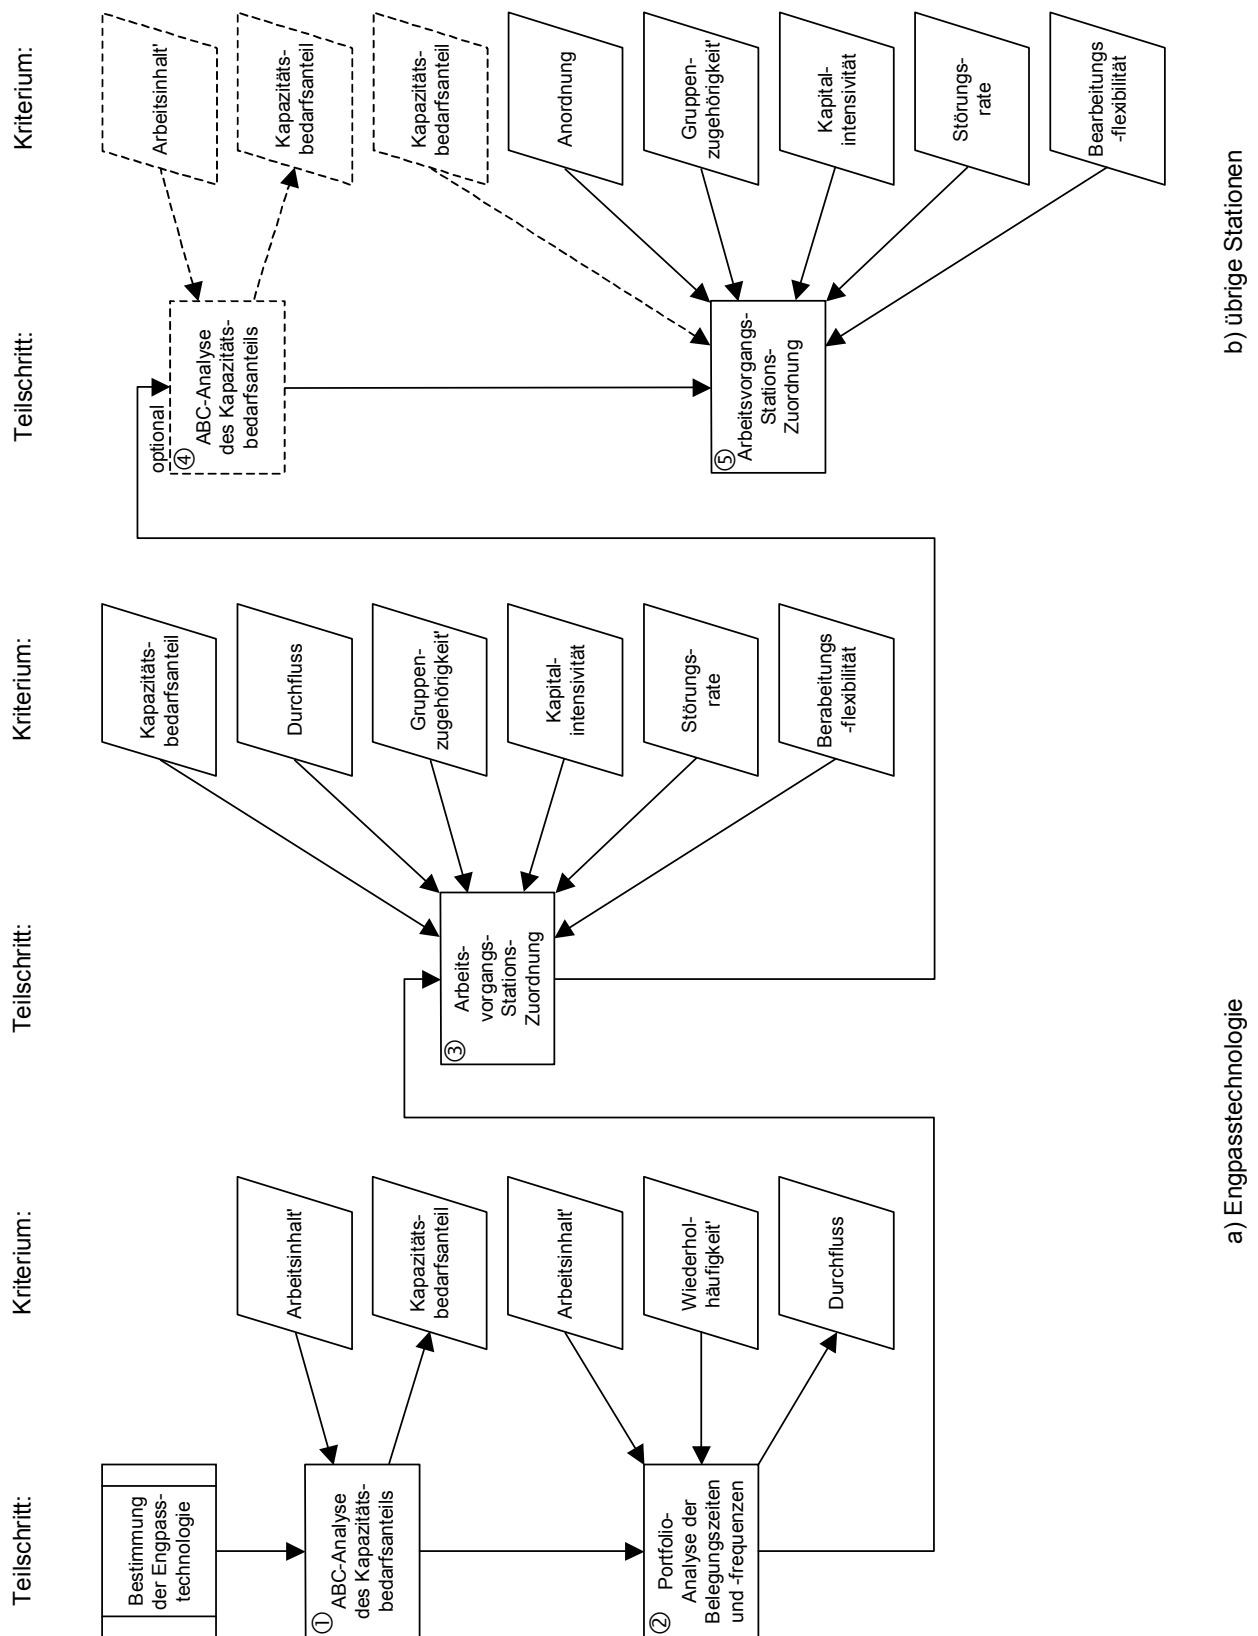 Teilschritt:
Kriterium:
Teilschritt:
Kriterium:
Teilschritt:
Kriterium:
Bestimmung
der Engpass-
technologie
①
ABC-Analyse
des Kapazitäts-
bedarfsanteils
Arbeitsinhalt'
Kapazitäts-
bedarfsanteil
②
Portfolio-
Analyse der
Belegungszeiten
und -frequenzen
Arbeitsinhalt'
Wiederhol-
häufigkeit'
Durchfluss
③
Arbeits-
vorgangs-
Stations-
Zuordnung
Kapazitäts-
bedarfsanteil
Durchfluss
Gruppen-
zugehörigkeit'
Kapital-
intensivität
Störungs-
rate
Berabeitungs
-flexibilität
optional
④
ABC-Analyse
des Kapazitäts-
bedarfsanteils
Arbeitsinhalt'
Kapazitäts-
bedarfsanteil
Kapazitäts-
bedarfsanteil
⑤
Arbeitsvorgangs-
Stations-
Zuordnung
Anordnung
Gruppen-
zugehörigkeit'
Kapital-
intensivität
Störungs-
rate
Bearbeitungs
-flexibilität
a) Engpasstechnologie
b) übrige Stationen